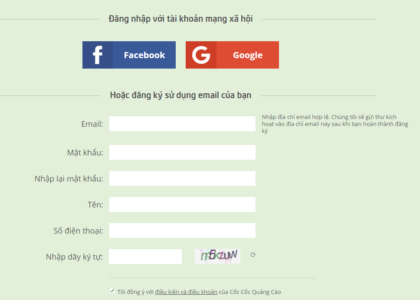 Đăng nhập với tài khoản mạng xã hội
Facebook
Google
Hoặc đăng ký sử dụng email của bạn
Email:
Nhập địa chỉ email hợp lệ. Chúng tôi sẽ gửi thư kích
hoạt vào địa chỉ email này sau khi bạn hoàn thành đăng
ký
Mật khẩu:
Nhập lại mật khẩu:
Tên:
Số điện thoại:
Nhập dãy ký tự:
Tôi đồng ý với điều kiện và điều khoản của Cốc Cốc Quảng Cáo